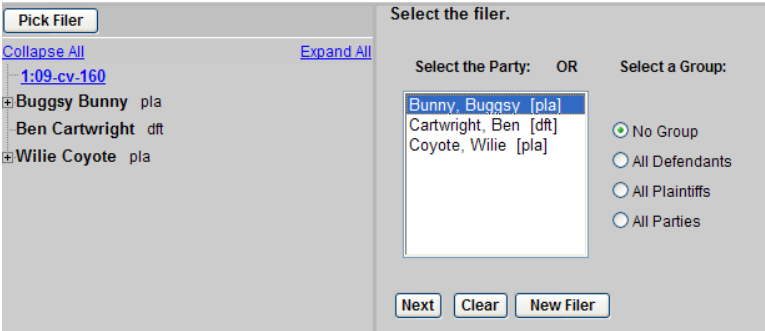 Pick Filer
Collapse All Expand All
1:09-cv-160
Buggsy Bunny pla
Ben Cartwright dft
Wilie Coyote pla
Select the filer.
Select the Party: OR Select a Group:
Bunny, Buggsy [pla]
Cartwright, Ben [dft]
Coyote, Wilie [pla]
No Group
All Defendants
All Plaintiffs
All Parties
Next Clear New Filer